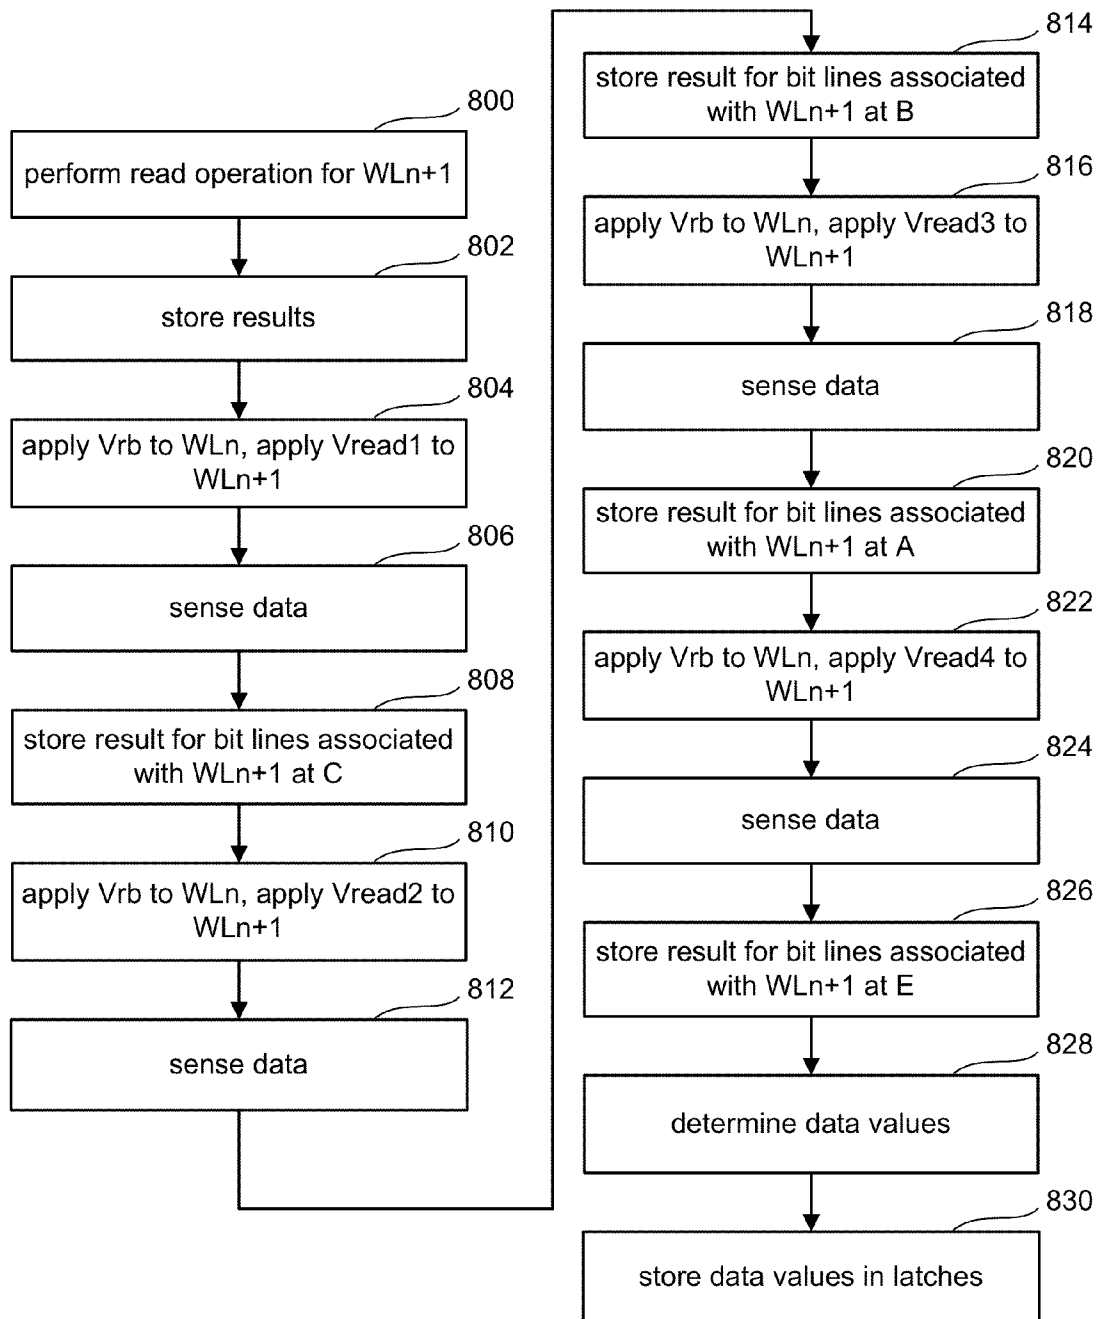 800
perform read operation for WLn+1
802
store results
804
apply Vrb to WLn, apply Vread1 to
WLn+1
806
sense data
808
store result for bit lines associated
with WLn+1 at C
810
apply Vrb to WLn, apply Vread2 to
WLn+1
812
sense data
814
store result for bit lines associated
with WLn+1 at B
816
apply Vrb to WLn, apply Vread3 to
WLn+1
818
sense data
820
store result for bit lines associated
with WLn+1 at A
822
apply Vrb to WLn, apply Vread4 to
WLn+1
824
sense data
826
store result for bit lines associated
with WLn+1 at E
828
determine data values
830
store data values in latches